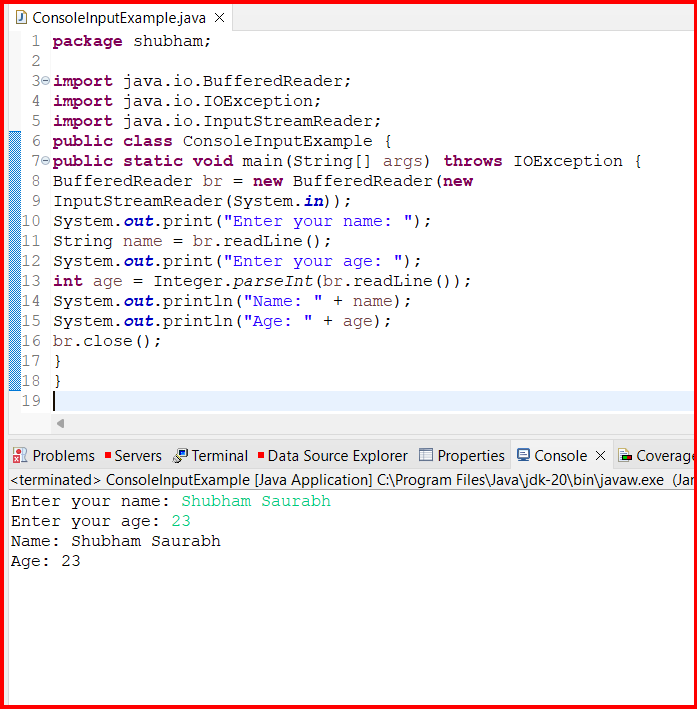 ConsoleInputExample.java
1 package shubham;
2
3 import java.io.BufferedReader;
4 import java.io.IOException;
5 import java.io.InputStreamReader;
6 public class ConsoleInputExample {
7 public static void main(String[] args) throws IOException {
8 BufferedReader br = new BufferedReader(new
9 InputStreamReader(System.in));
10 System.out.print("Enter your name: ");
11 String name = br.readLine();
12 System.out.print("Enter your age: ");
13 int age = Integer.parseInt(br.readLine());
14 System.out.println("Name: " + name);
15 System.out.println("Age: " + age);
16 br.close();
17 }
18 }
19
Problems Servers Terminal Data Source Explorer Properties Console Coverage
<terminated> ConsoleInputExample [Java Application] C:\Program Files\Java\jdk-20\bin\javaw.exe (Jan
Enter your name: Shubham Saurabh
Enter your age: 23
Name: Shubham Saurabh
Age: 23